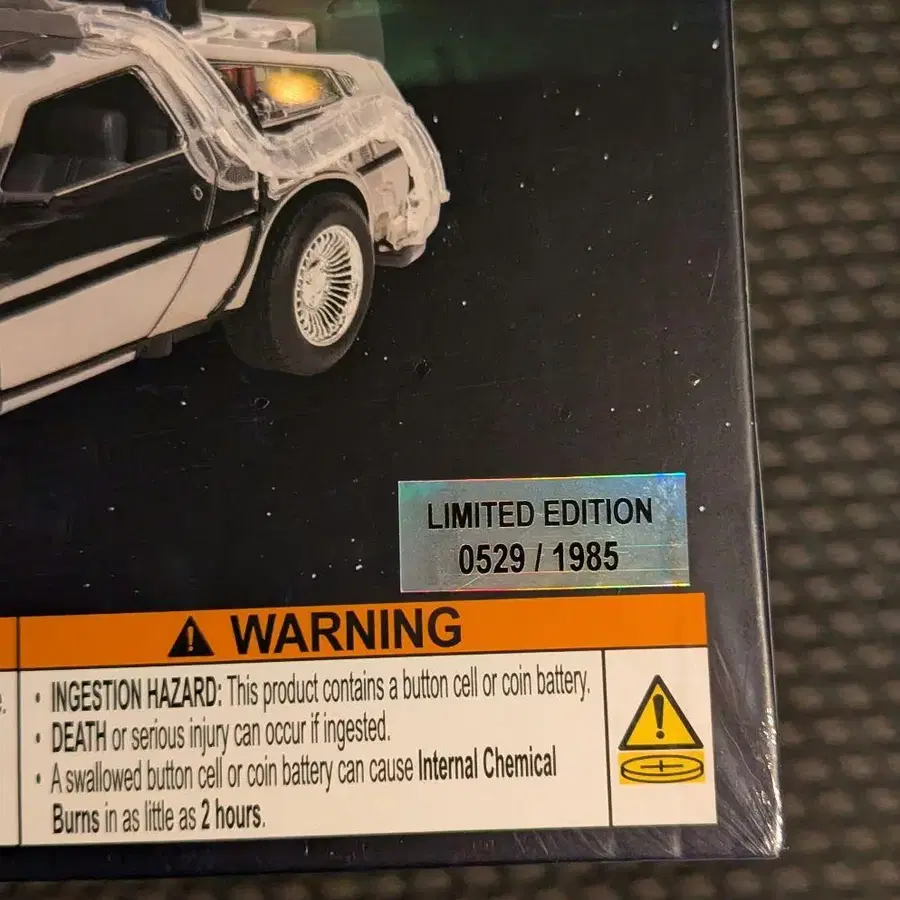 LIMITED EDITION
0529 / 1985
WARNING
• INGESTION HAZARD: This product contains a button cell or coin battery.
• DEATH or serious injury can occur if ingested.
• A swallowed button cell or coin battery can cause Internal Chemical
Burns in as little as 2 hours.